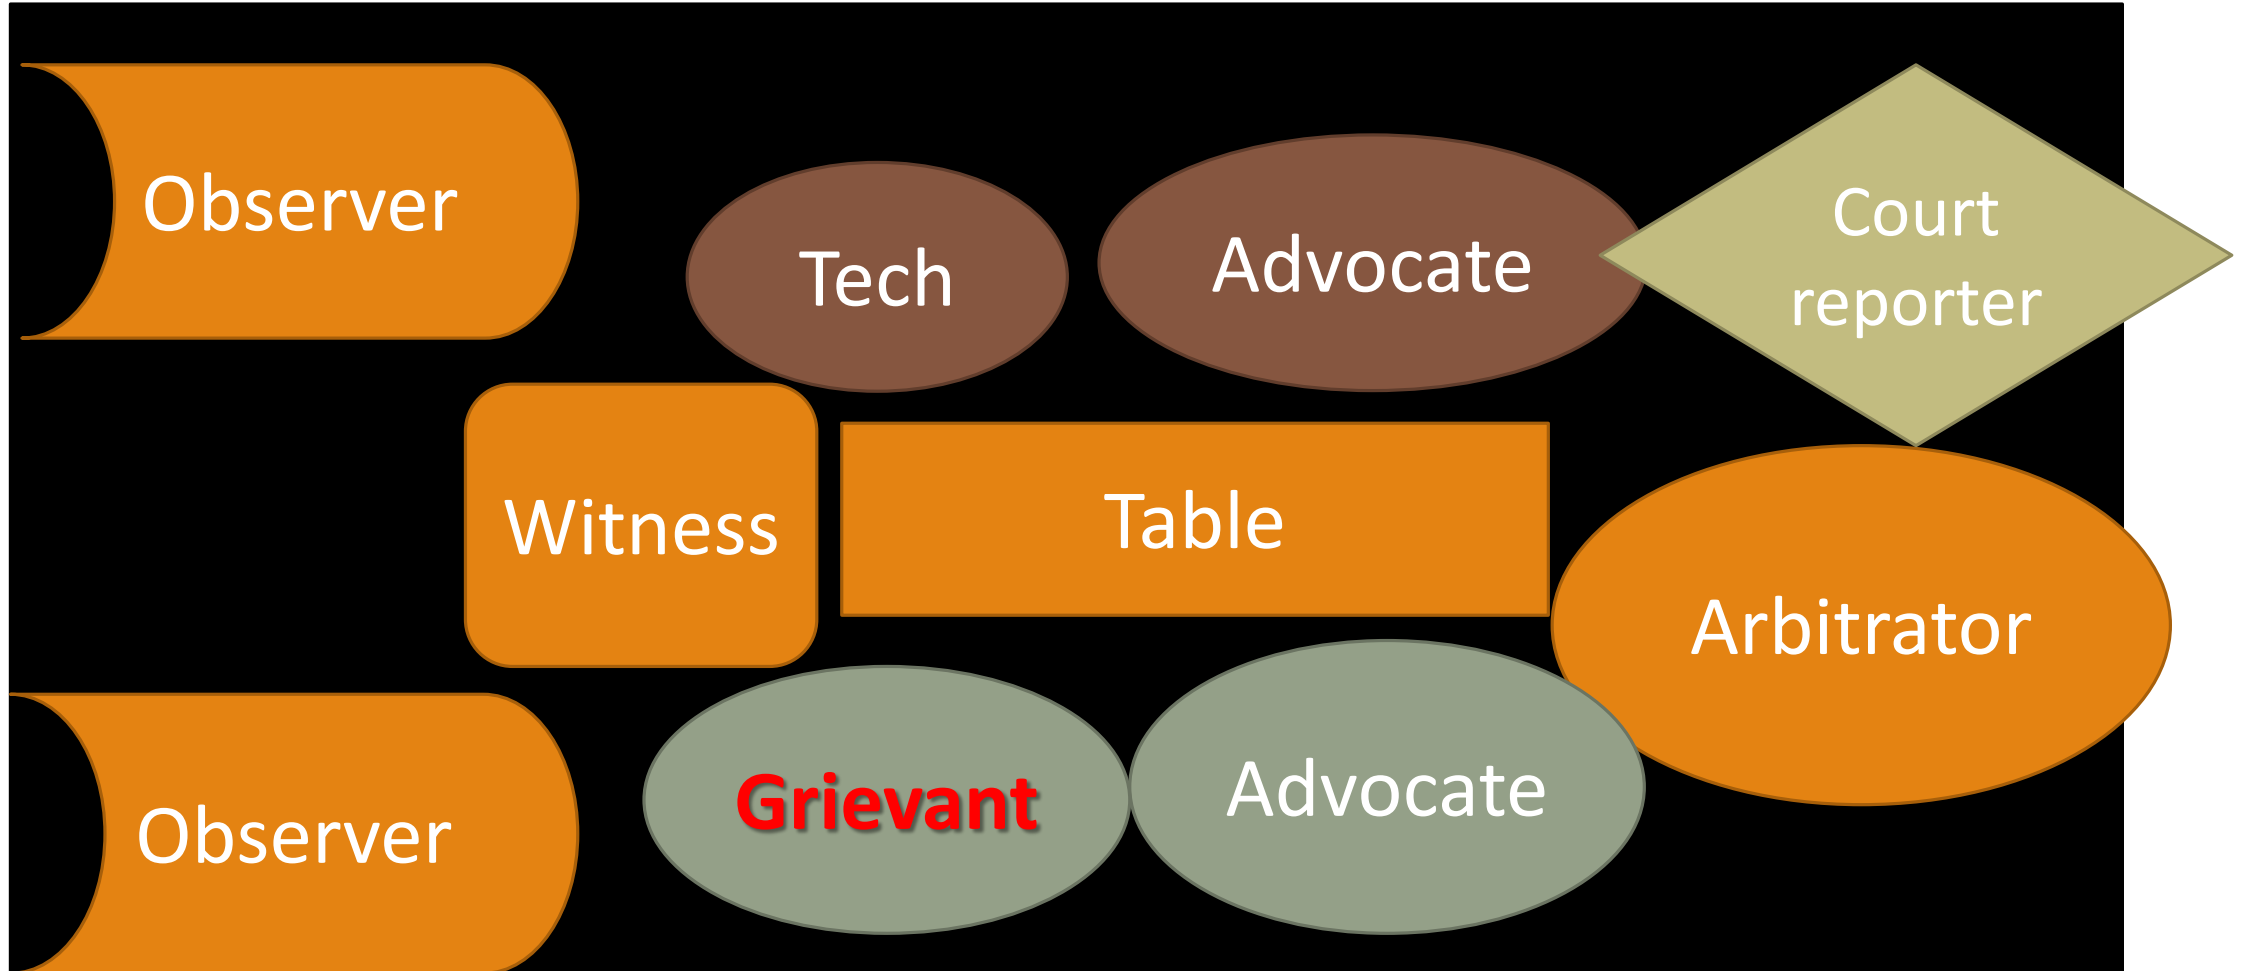 Observer
Tech
Advocate
Court
reporter
Witness
Table
Arbitrator
Observer
Grievant
Advocate